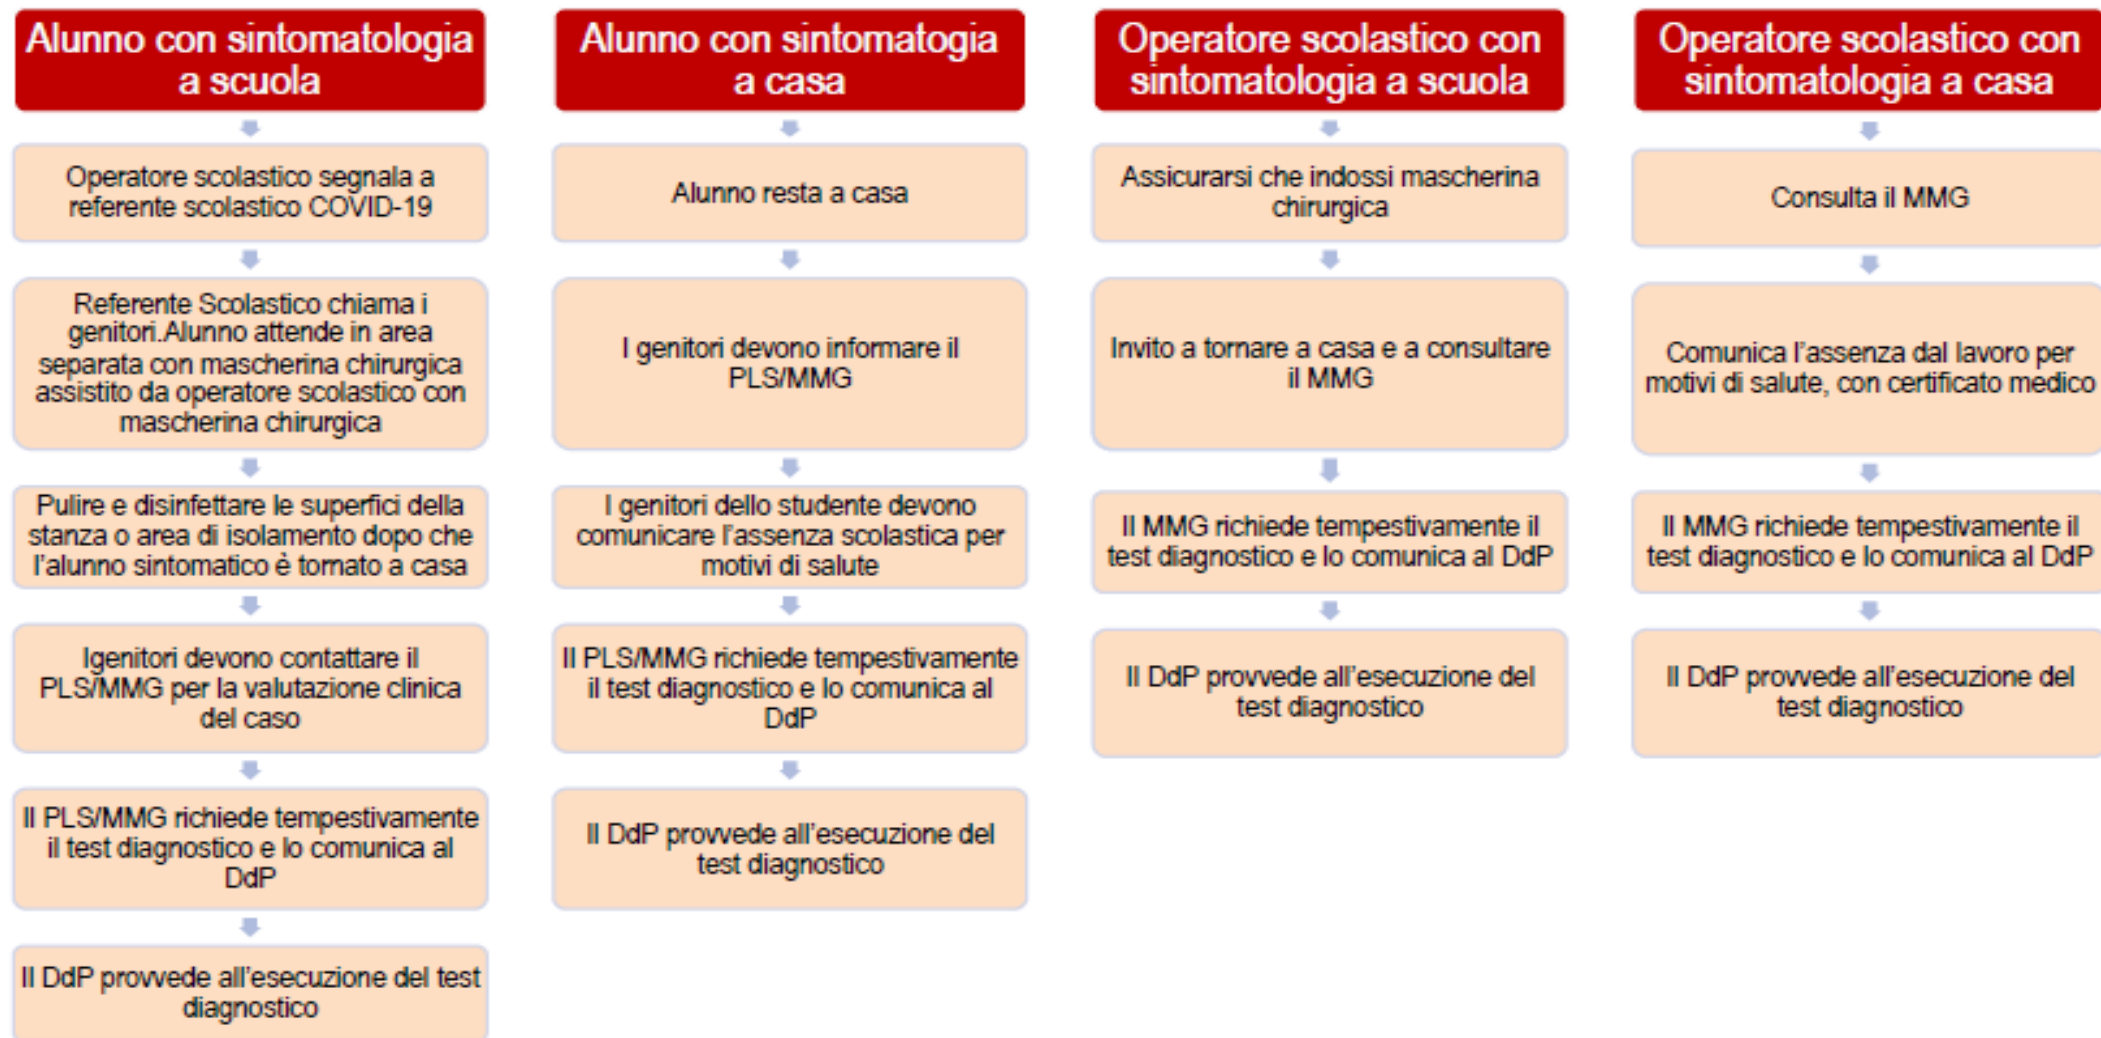 Alunno con sintomatologia
a scuola
Operatore scolastico segnala a
referente scolastico COVID-19
Referente Scolastico chiama i
genitori.Alunno attende in area
separata con mascherina chirurgica
assistito da operatore scolastico con
mascherina chirurgica
Pulire e disinfettare le superfici della
stanza o area di isolamento dopo che
l'alunno sintomatico è tornato a casa
Igenitori devono contattare il
PLS/MMG per la valutazione clinica
del caso
Il PLS/MMG richiede tempestivamente
il test diagnostico e lo comunica al
DdP
Il DdP provvede all'esecuzione del test
diagnostico
Alunno con sintomatogia
a casa
Alunno resta a casa
I genitori devono informare il
PLS/MMG
I genitori dello studente devono
comunicare l'assenza scolastica per
motivi di salute
Il PLS/MMG richiede tempestivamente
il test diagnostico e lo comunica al
DdP
Il DdP provvede all'esecuzione del
test diagnostico
Operatore scolastico con
sintomatologia a scuola
Assicurarsi che indossi mascherina
chirurgica
Invito a tornare a casa e a consultare
il MMG
Il MMG richiede tempestivamente il
test diagnostico e lo comunica al DdP
Il DdP provvede all'esecuzione del
test diagnostico
Operatore scolastico con
sintomatologia a casa
Consulta il MMG
Comunica l'assenza dal lavoro per
motivi di salute, con certificato medico
Il MMG richiede tempestivamente il
test diagnostico e lo comunica al DdP
Il DdP provvede all'esecuzione del
test diagnostico